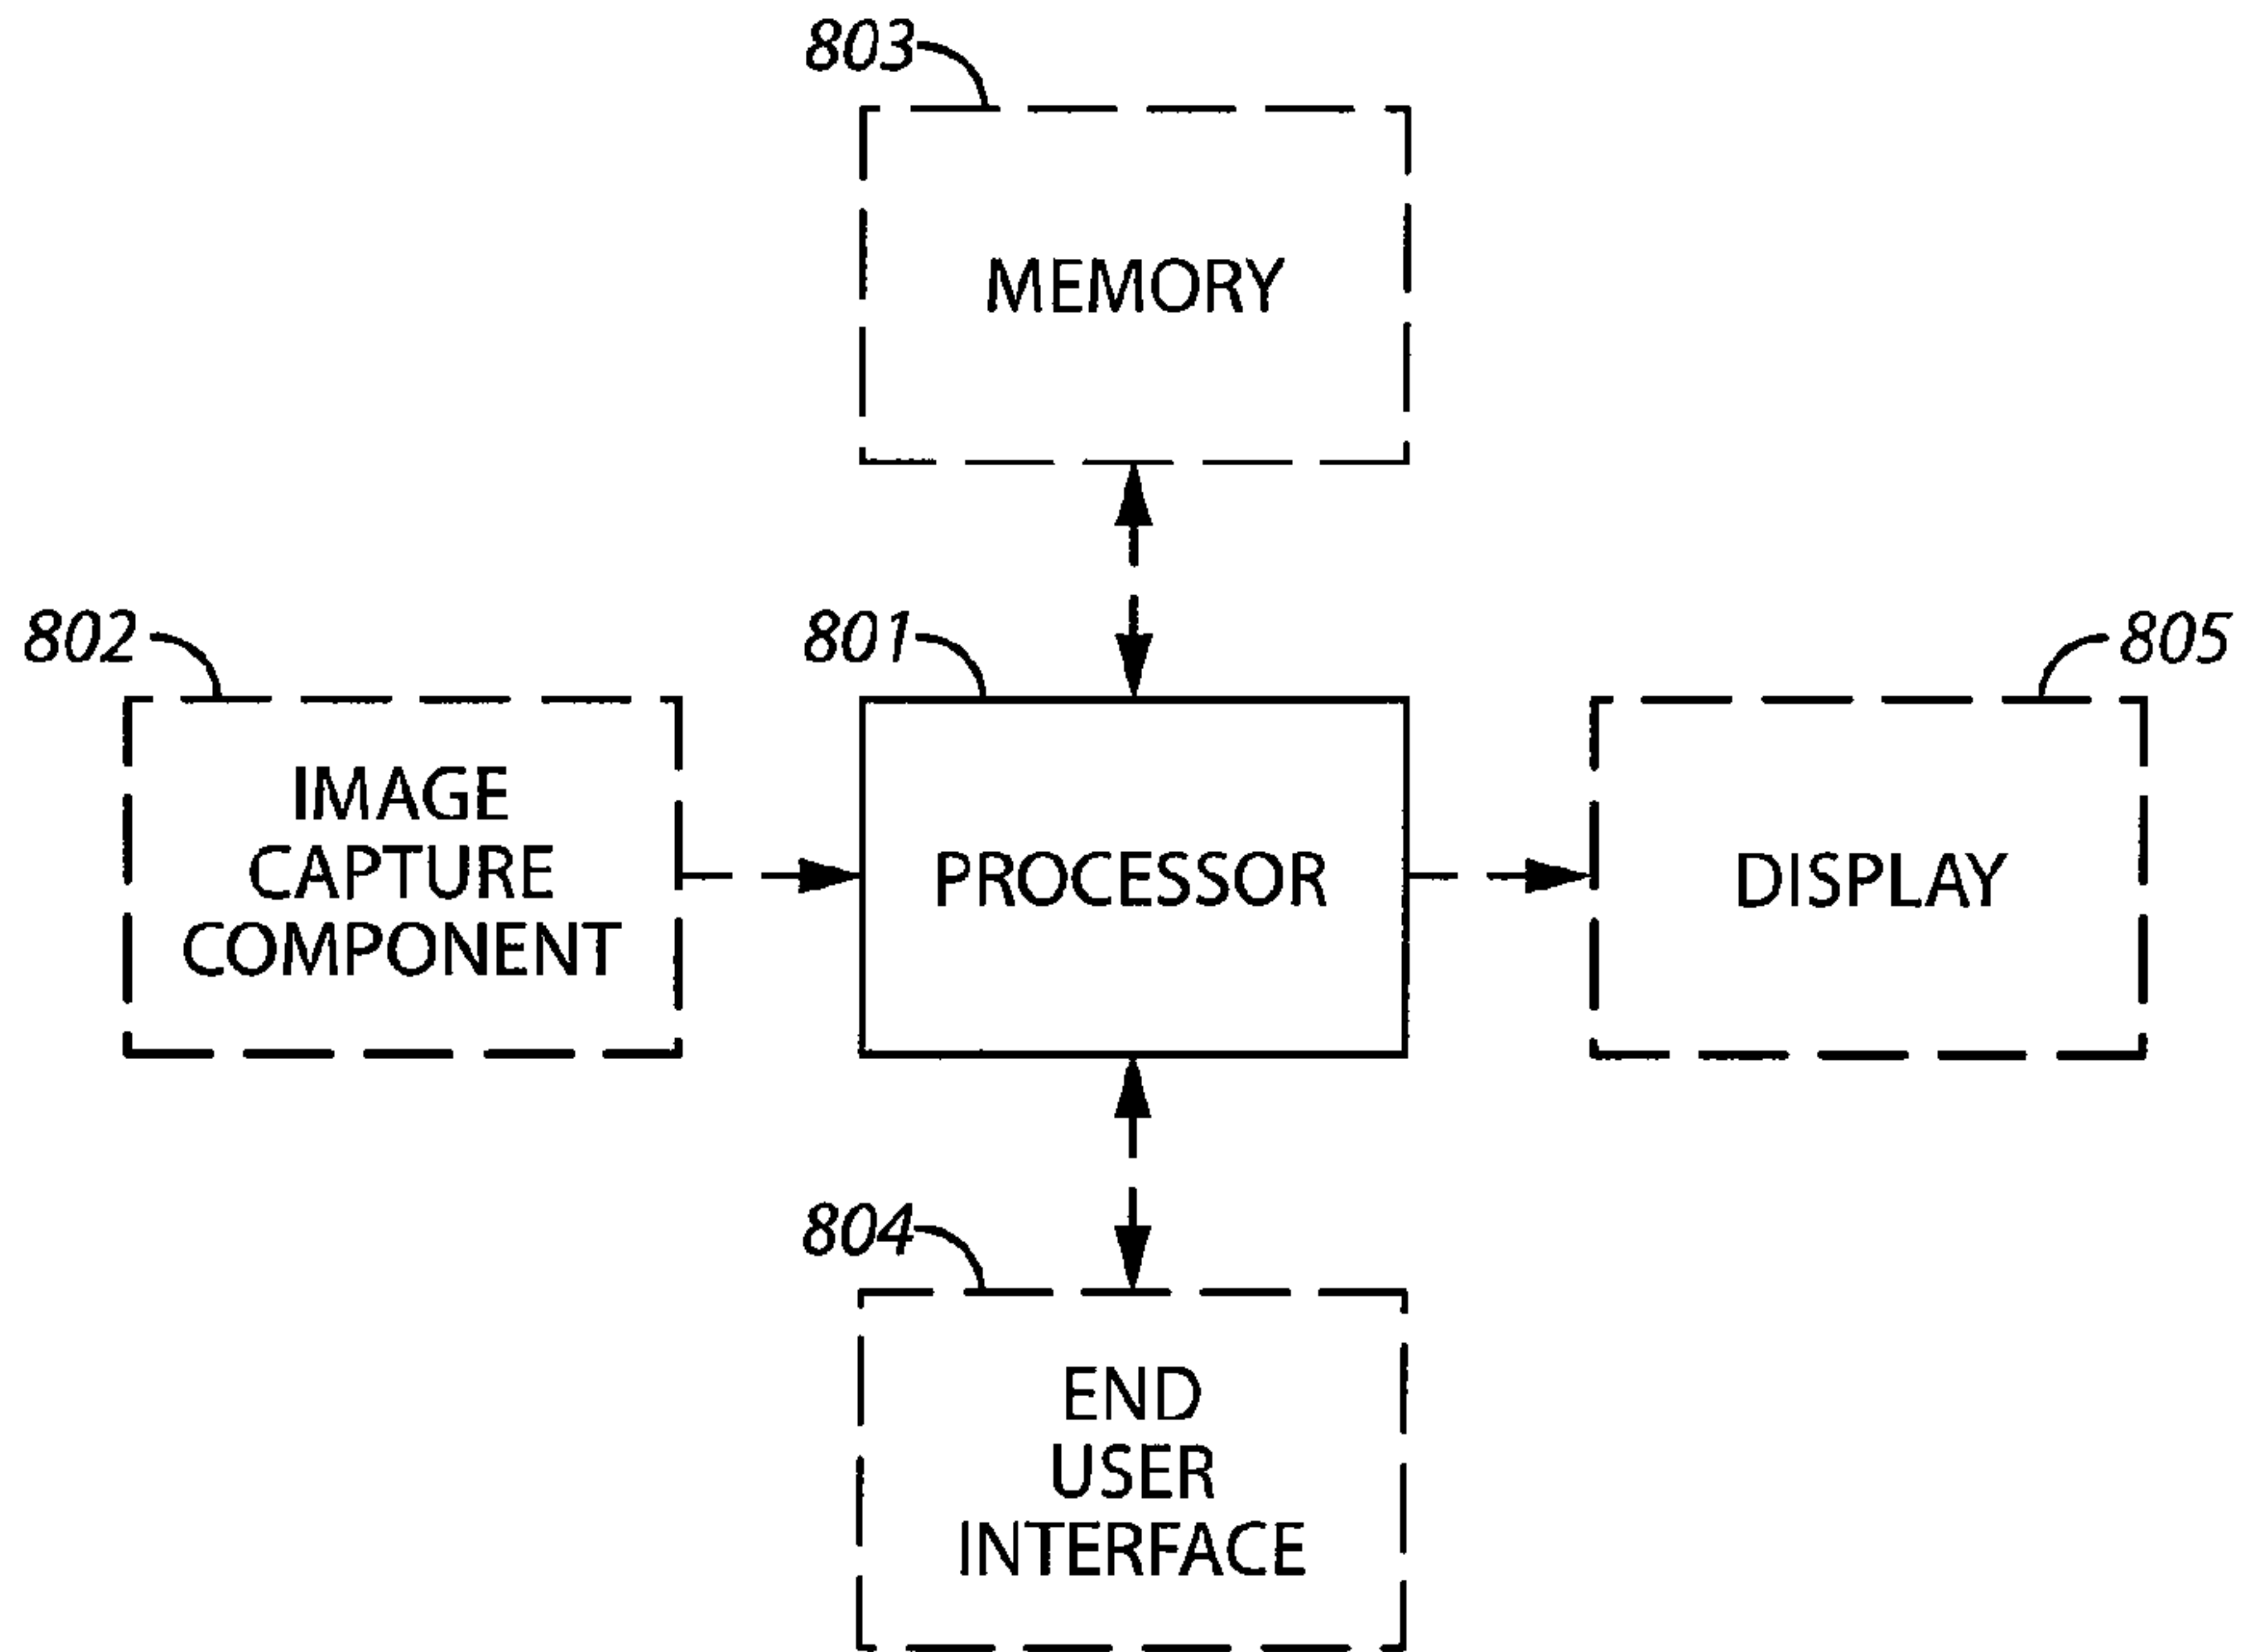 803
MEMORY
802
801
805
IMAGE
CAPTURE
COMPONENT
PROCESSOR
DISPLAY
804
END
USER
INTERFACE